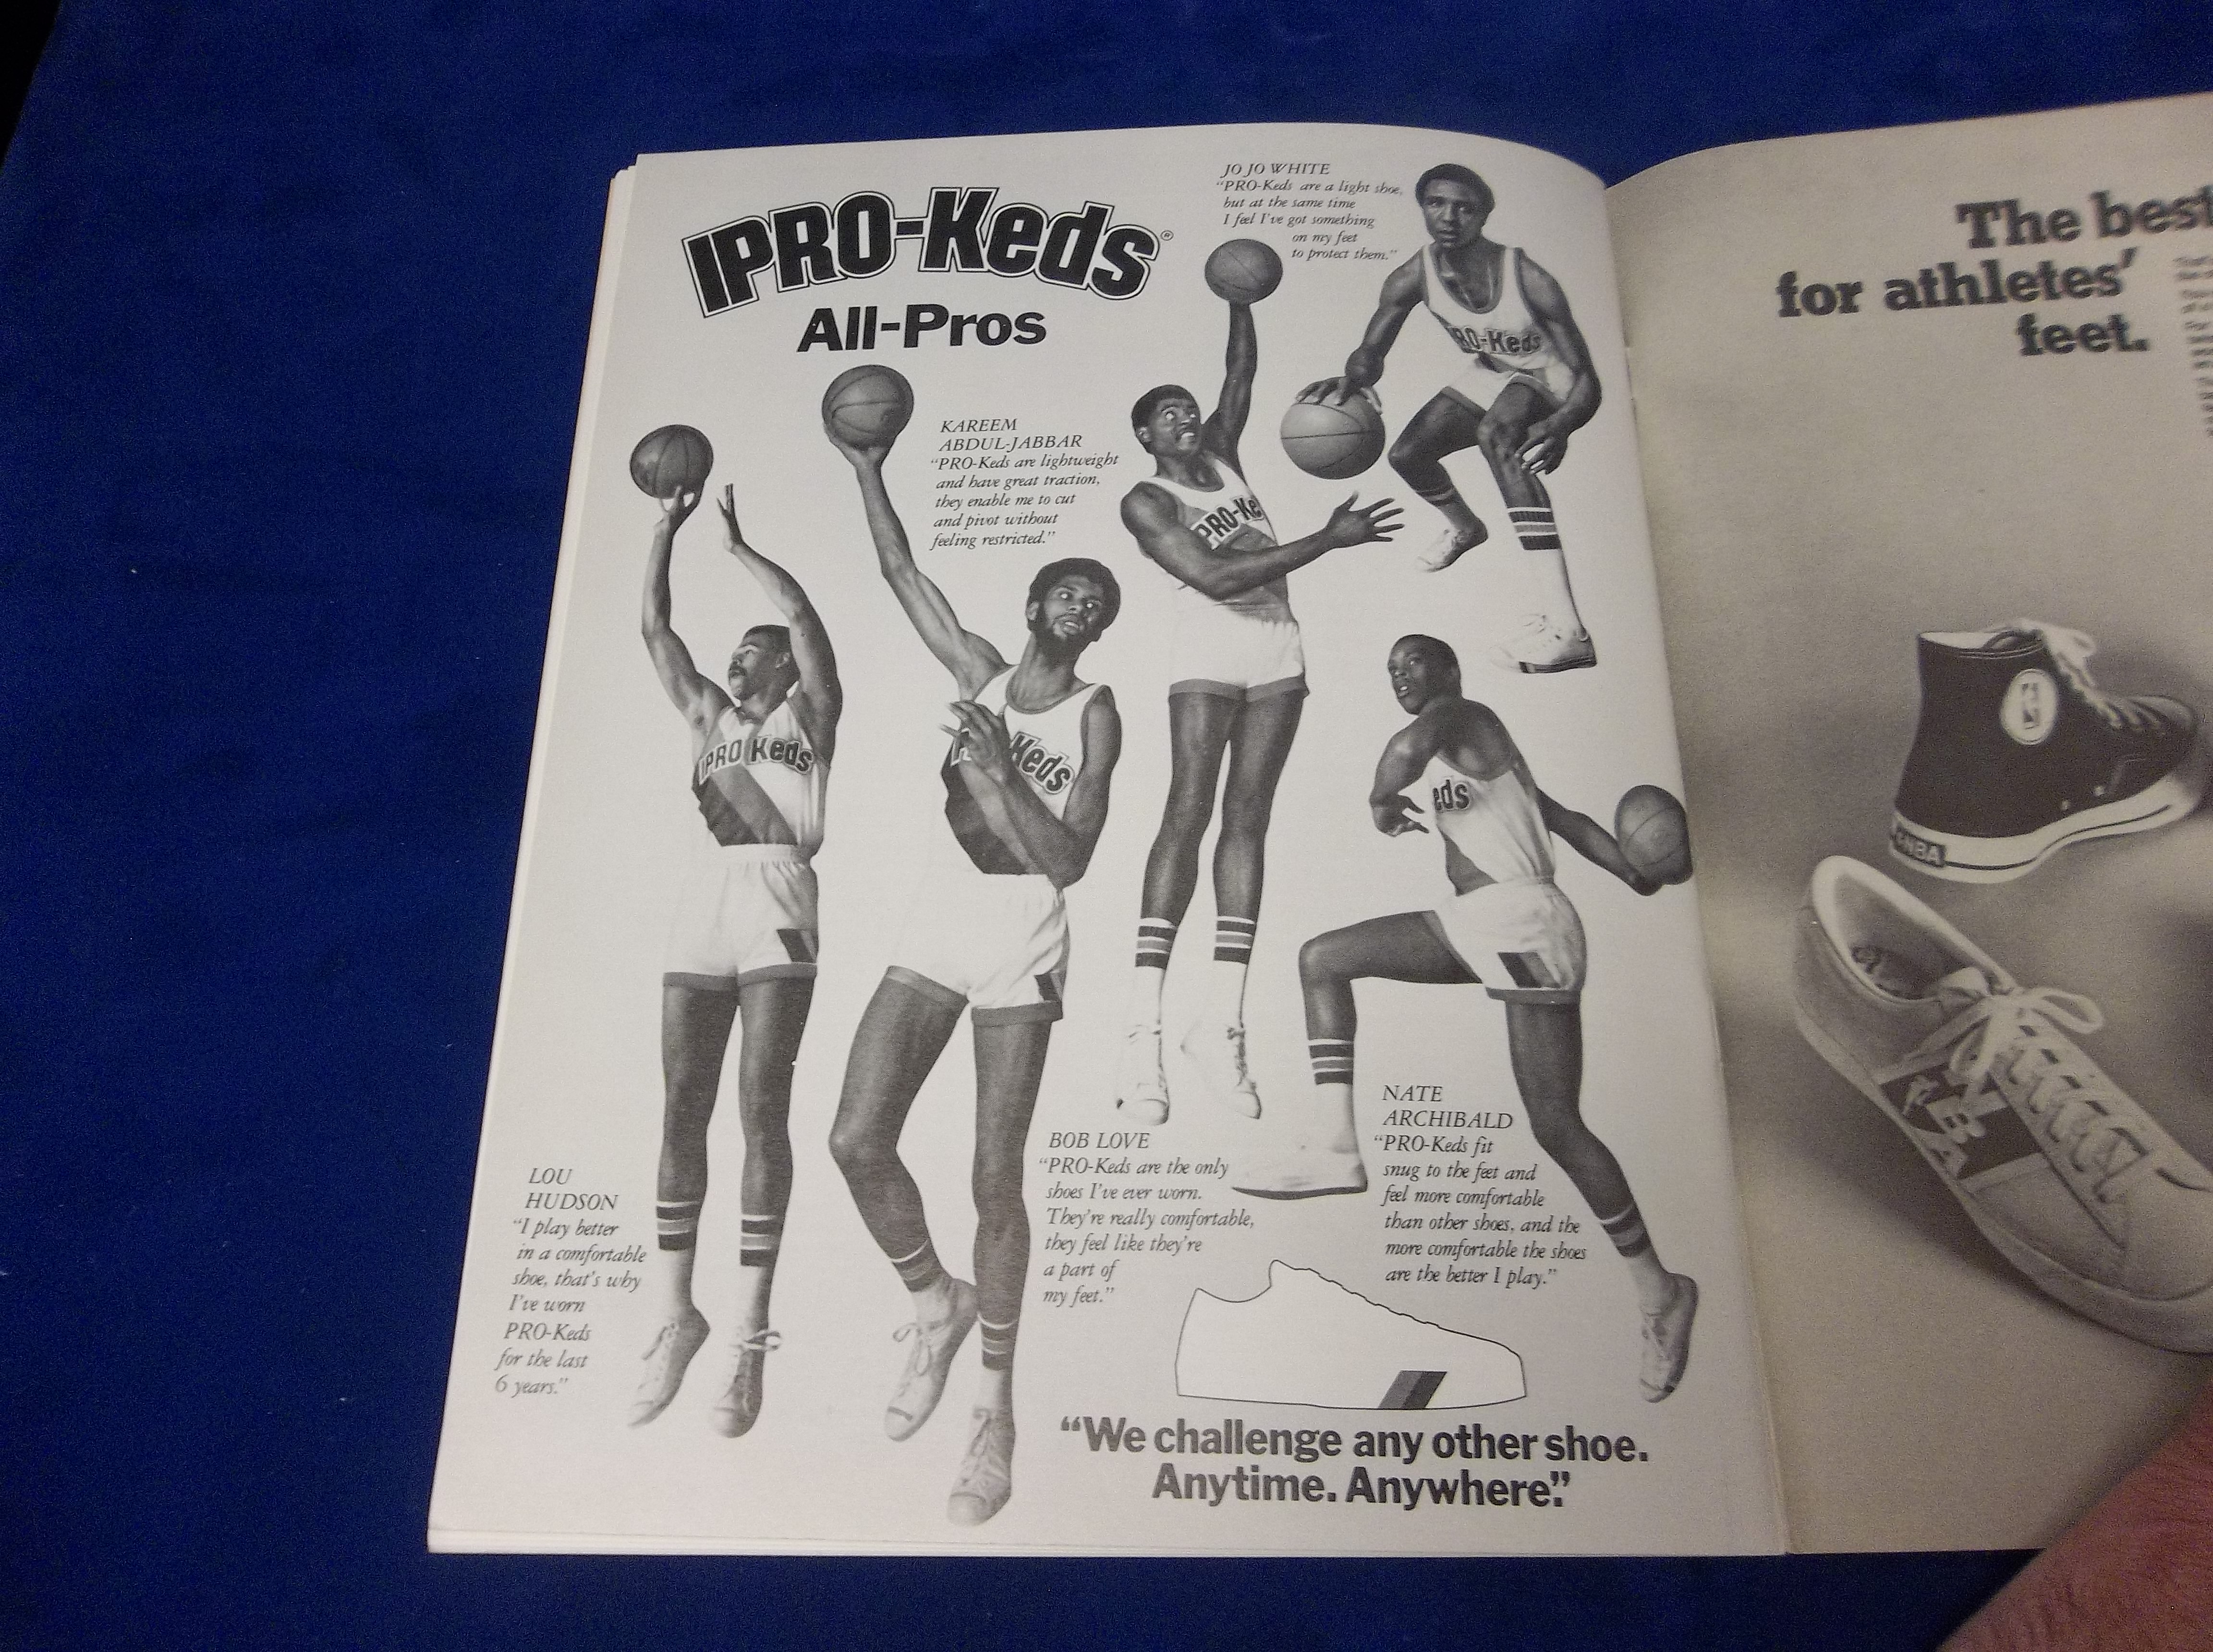 PRO-Keds®
All-Pros
JO JO WHITE
“PRO-Keds are a light shoe,
but at the same time
I feel I've got something
on my feet
to protect them.”
KAREEM
ABDUL-JABBAR
“PRO-Keds are lightweight
and have great traction,
they enable me to cut
and pivot without
feeling restricted.”
RO-Keds
PRO-Ke
PRO Keds
Keds
eds
LOU
HUDSON
“I play better
in a comfortable
shoe, that's why
I've worn
PRO-Keds
for the last
6 years.”
BOB LOVE
“PRO-Keds are the only
shoes I've ever worn.
They're really comfortable,
they feel like they're
a part of
my feet.”
NATE
ARCHIBALD
“PRO-Keds fit
snug to the feet and
feel more comfortable
than other shoes, and the
more comfortable the shoes
are the better I play.”
“We challenge any other shoe.
Anytime. Anywhere.”
The best
for athletes'
feet.
NBA
NBA